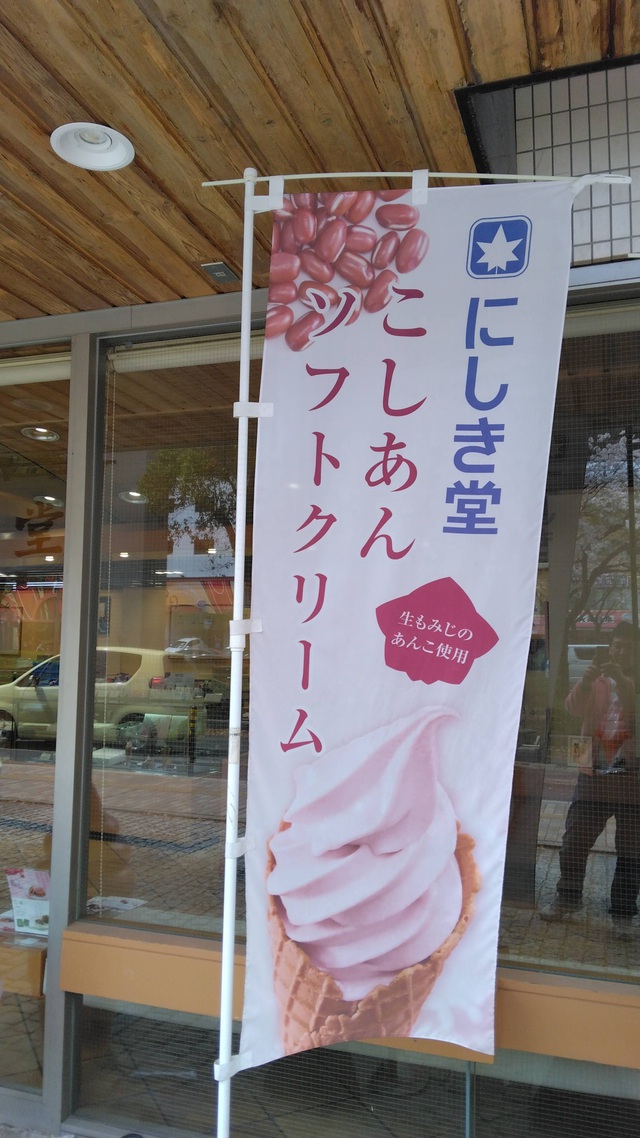 にしき堂
こしあん
ソフトクリーム
生もみじの
あんこ使用
堂